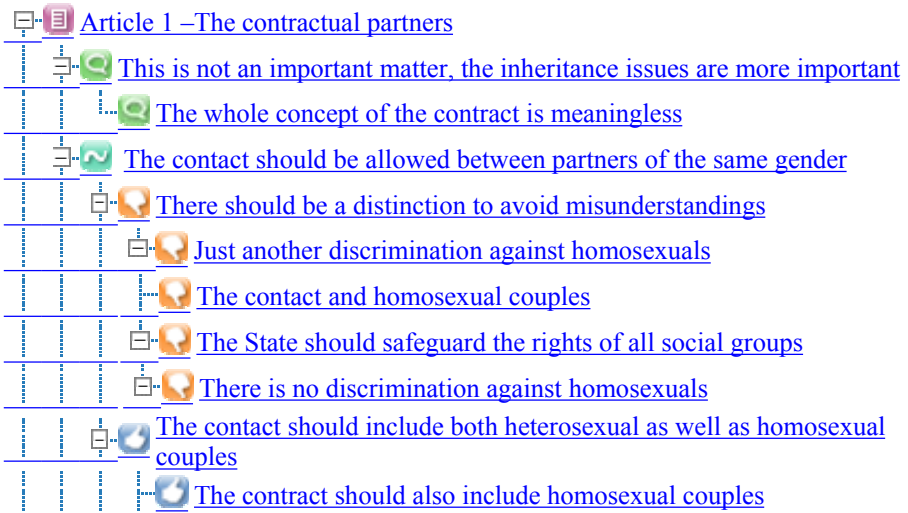 Article 1 –The contractual partners
This is not an important matter, the inheritance issues are more important
The whole concept of the contract is meaningless
The contact should be allowed between partners of the same gender
There should be a distinction to avoid misunderstandings
Just another discrimination against homosexuals
The contact and homosexual couples
The State should safeguard the rights of all social groups
There is no discrimination against homosexuals
The contact should include both heterosexual as well as homosexual
couples
The contract should also include homosexual couples